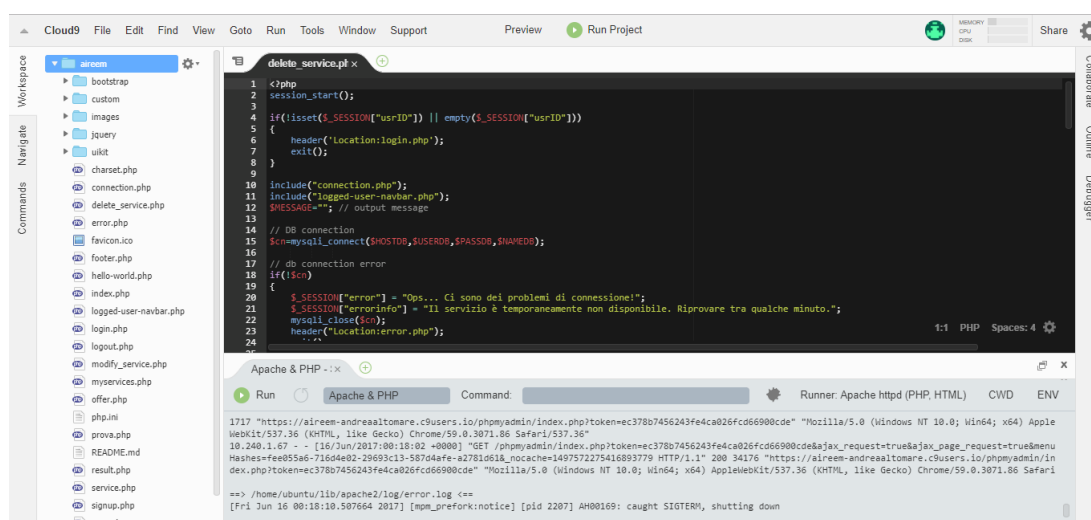 Cloud9 File Edit Find View Goto Run Tools Window Support Preview Run Project MEMORY CPU DISK Share
Workspace
Navigate
Commands
aireem
bootstrap
custom
images
jquery
uikit
charset.php
connection.php
delete_service.php
error.php
favicon.ico
footer.php
hello-world.php
index.php
logged-user-navbar.php
login.php
logout.php
modify_service.php
myservices.php
offer.php
php.ini
prova.php
README.md
result.php
service.php
signup.php
delete_service.ph
1 <?php
2 session_start();
3
4 if(!isset($_SESSION["usrID"]) || empty($_SESSION["usrID"]))
5 {
6 header('Location:login.php');
7 exit();
8 }
9
10 include("connection.php");
11 include("logged-user-navbar.php");
12 $MESSAGE=""; // output message
13
14 // DB connection
15 $cn=mysqli_connect($HOSTDB,$USERDB,$PASSDB,$NAMEDB);
16
17 // db connection error
18 if(!$cn)
19 {
20 $_SESSION["error"] = "Ops... Ci sono dei problemi di connessione!";
21 $_SESSION["errorinfo"] = "Il servizio è temporaneamente non disponibile. Riprovare tra qualche minuto.";
22 mysqli_close($cn);
23 header("Location:error.php");
24
1:1 PHP Spaces: 4
Collaborate
Outline
Debugger
Apache & PHP -
Run Apache & PHP Command: Runner: Apache httpd (PHP, HTML) CWD ENV
1717 "https://aireem-andreaaltomare.c9users.io/phpmyadmin/index.php?token=ec378b7456243fe4ca026fcd66900cde" "Mozilla/5.0 (Windows NT 10.0; Win64; x64) Apple
WebKit/537.36 (KHTML, like Gecko) Chrome/59.0.3071.86 Safari/537.36"
10.240.1.67 - - [16/Jun/2017:00:18:02 +0000] "GET /phpmyadmin/index.php?token=ec378b7456243fe4ca026fcd66900cde&ajax_request=true&ajax_page_request=true&menu
Hashes=fee055a6-716d4e02-29693c13-587d4afe-a2781d61&_nocache=1497572275416893779 HTTP/1.1" 200 34176 "https://aireem-andreaaltomare.c9users.io/phpmyadmin/in
dex.php?token=ec378b7456243fe4ca026fcd66900cde" "Mozilla/5.0 (Windows NT 10.0; Win64; x64) AppleWebKit/537.36 (KHTML, like Gecko) Chrome/59.0.3071.86 Safari
==> /home/ubuntu/lib/apache2/log/error.log <==
[Fri Jun 16 00:18:10.507664 2017] [mpm_prefork:notice] [pid 2207] AH00169: caught SIGTERM, shutting down